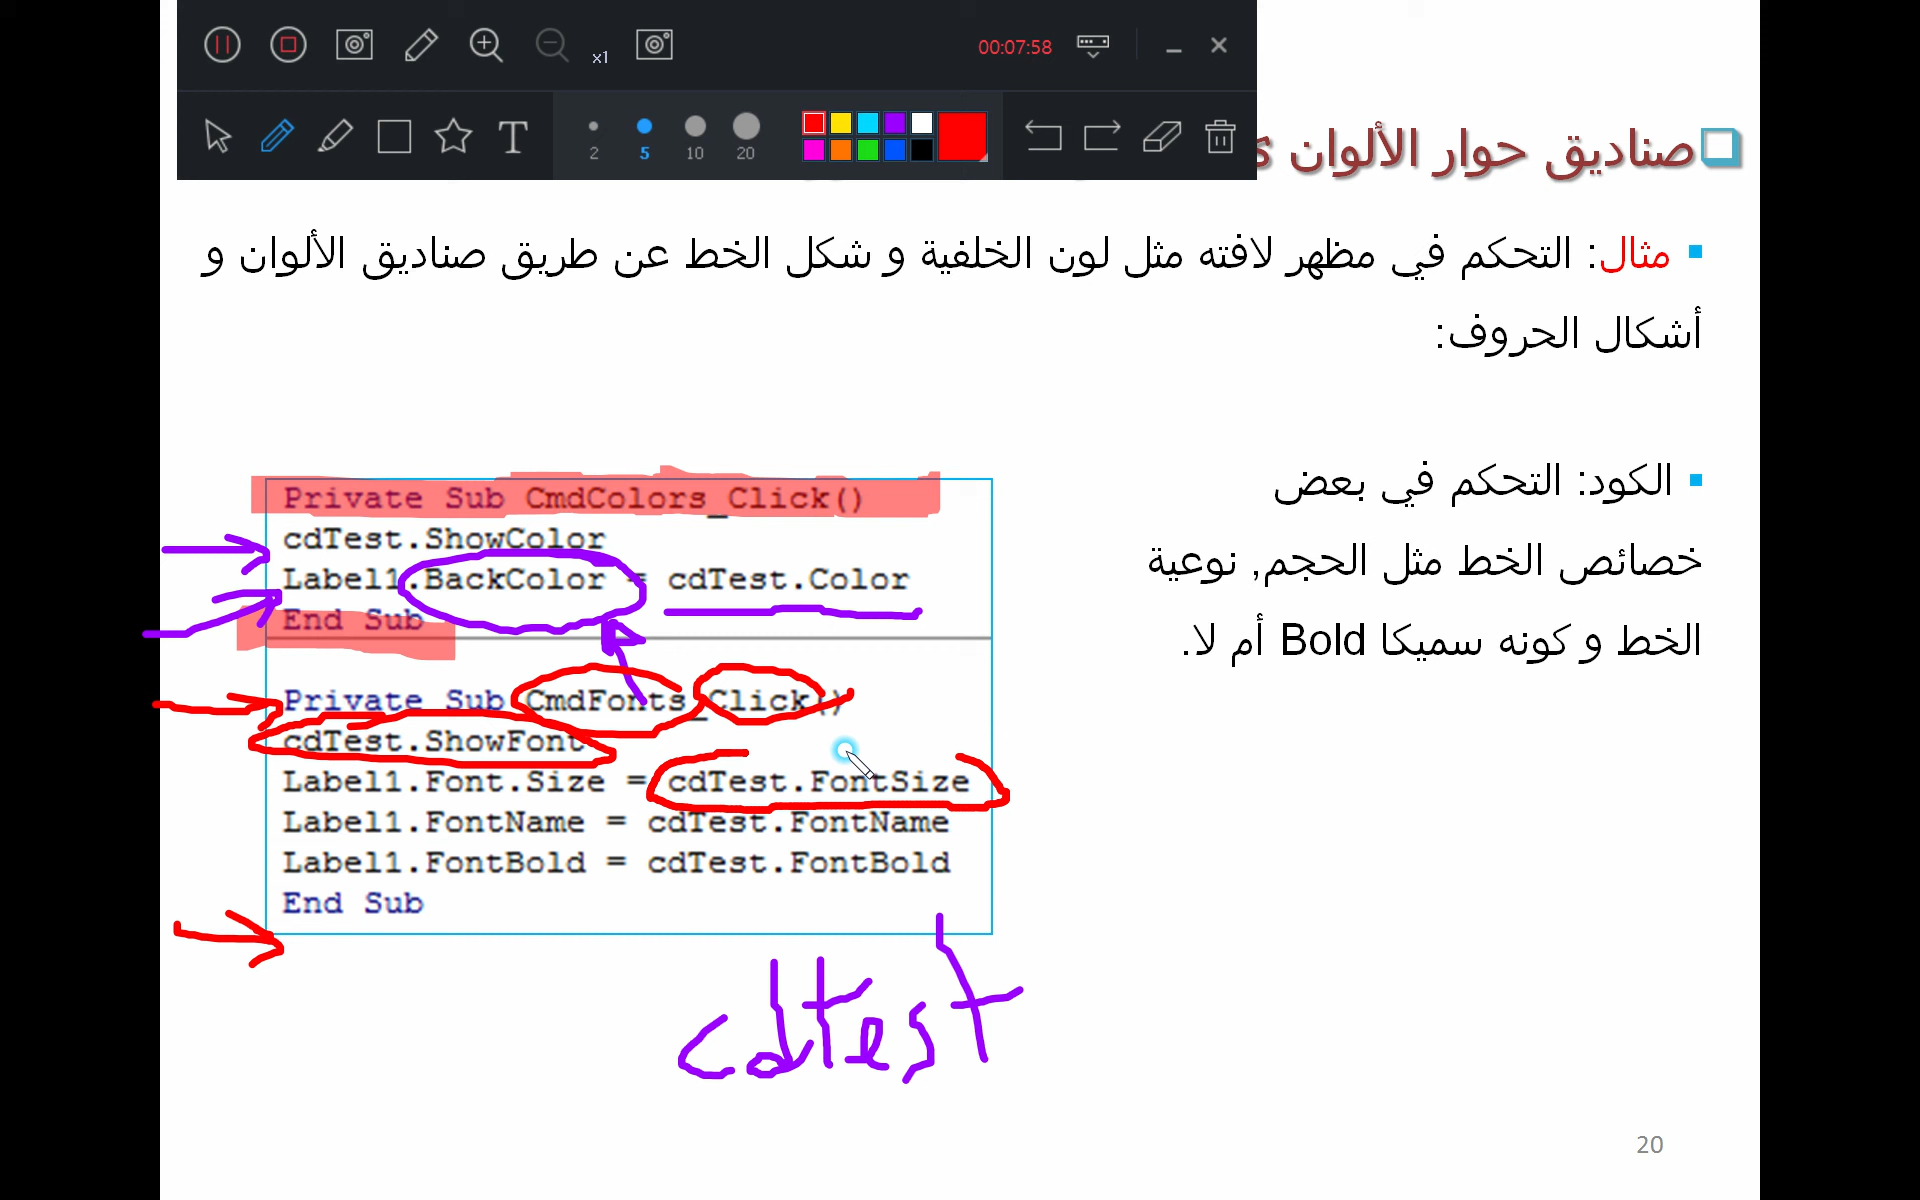 x1
00:07:58
2 5 10 20
صناديق حوار الألوان
مثال: التحكم في مظهر لافته مثل لون الخلفية و شكل الخط عن طريق صناديق الألوان و
أشكال الحروف:
الكود: التحكم في بعض
خصائص الخط مثل الحجم, نوعية
الخط و كونه سميكا Bold أم لا.
Private Sub CmdColors_Click()
cdTest.ShowColor
Label1.BackColor = cdTest.Color
End Sub
Private Sub CmdFonts_Click()
cdTest.ShowFont
Label1.Font.Size = cdTest.FontSize
Label1.FontName = cdTest.FontName
Label1.FontBold = cdTest.FontBold
End Sub
cdTest
20